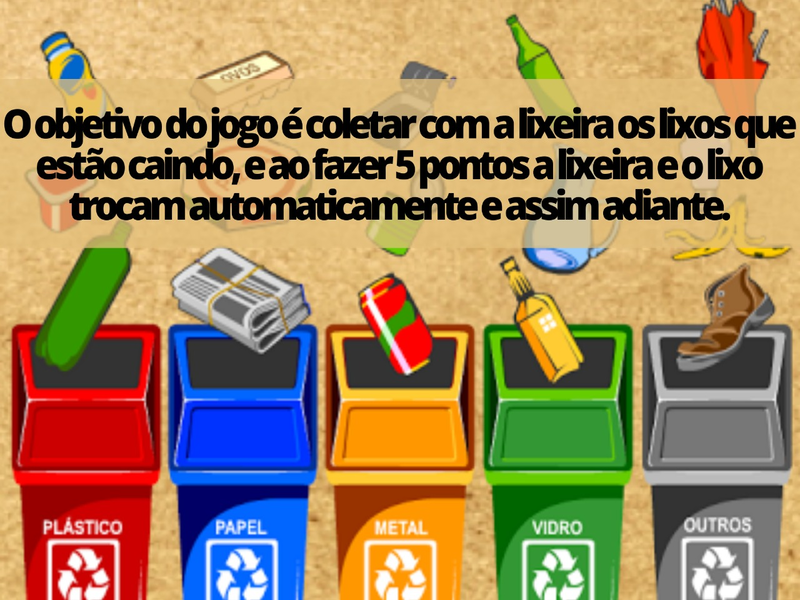 OVOS
O objetivo do jogo é coletar com a lixeira os lixos que
estão caindo, e ao fazer 5 pontos a lixeira e o lixo
trocam automaticamente e assim adiante.
PLÁSTICO
PAPEL
METAL
VIDRO
OUTROS